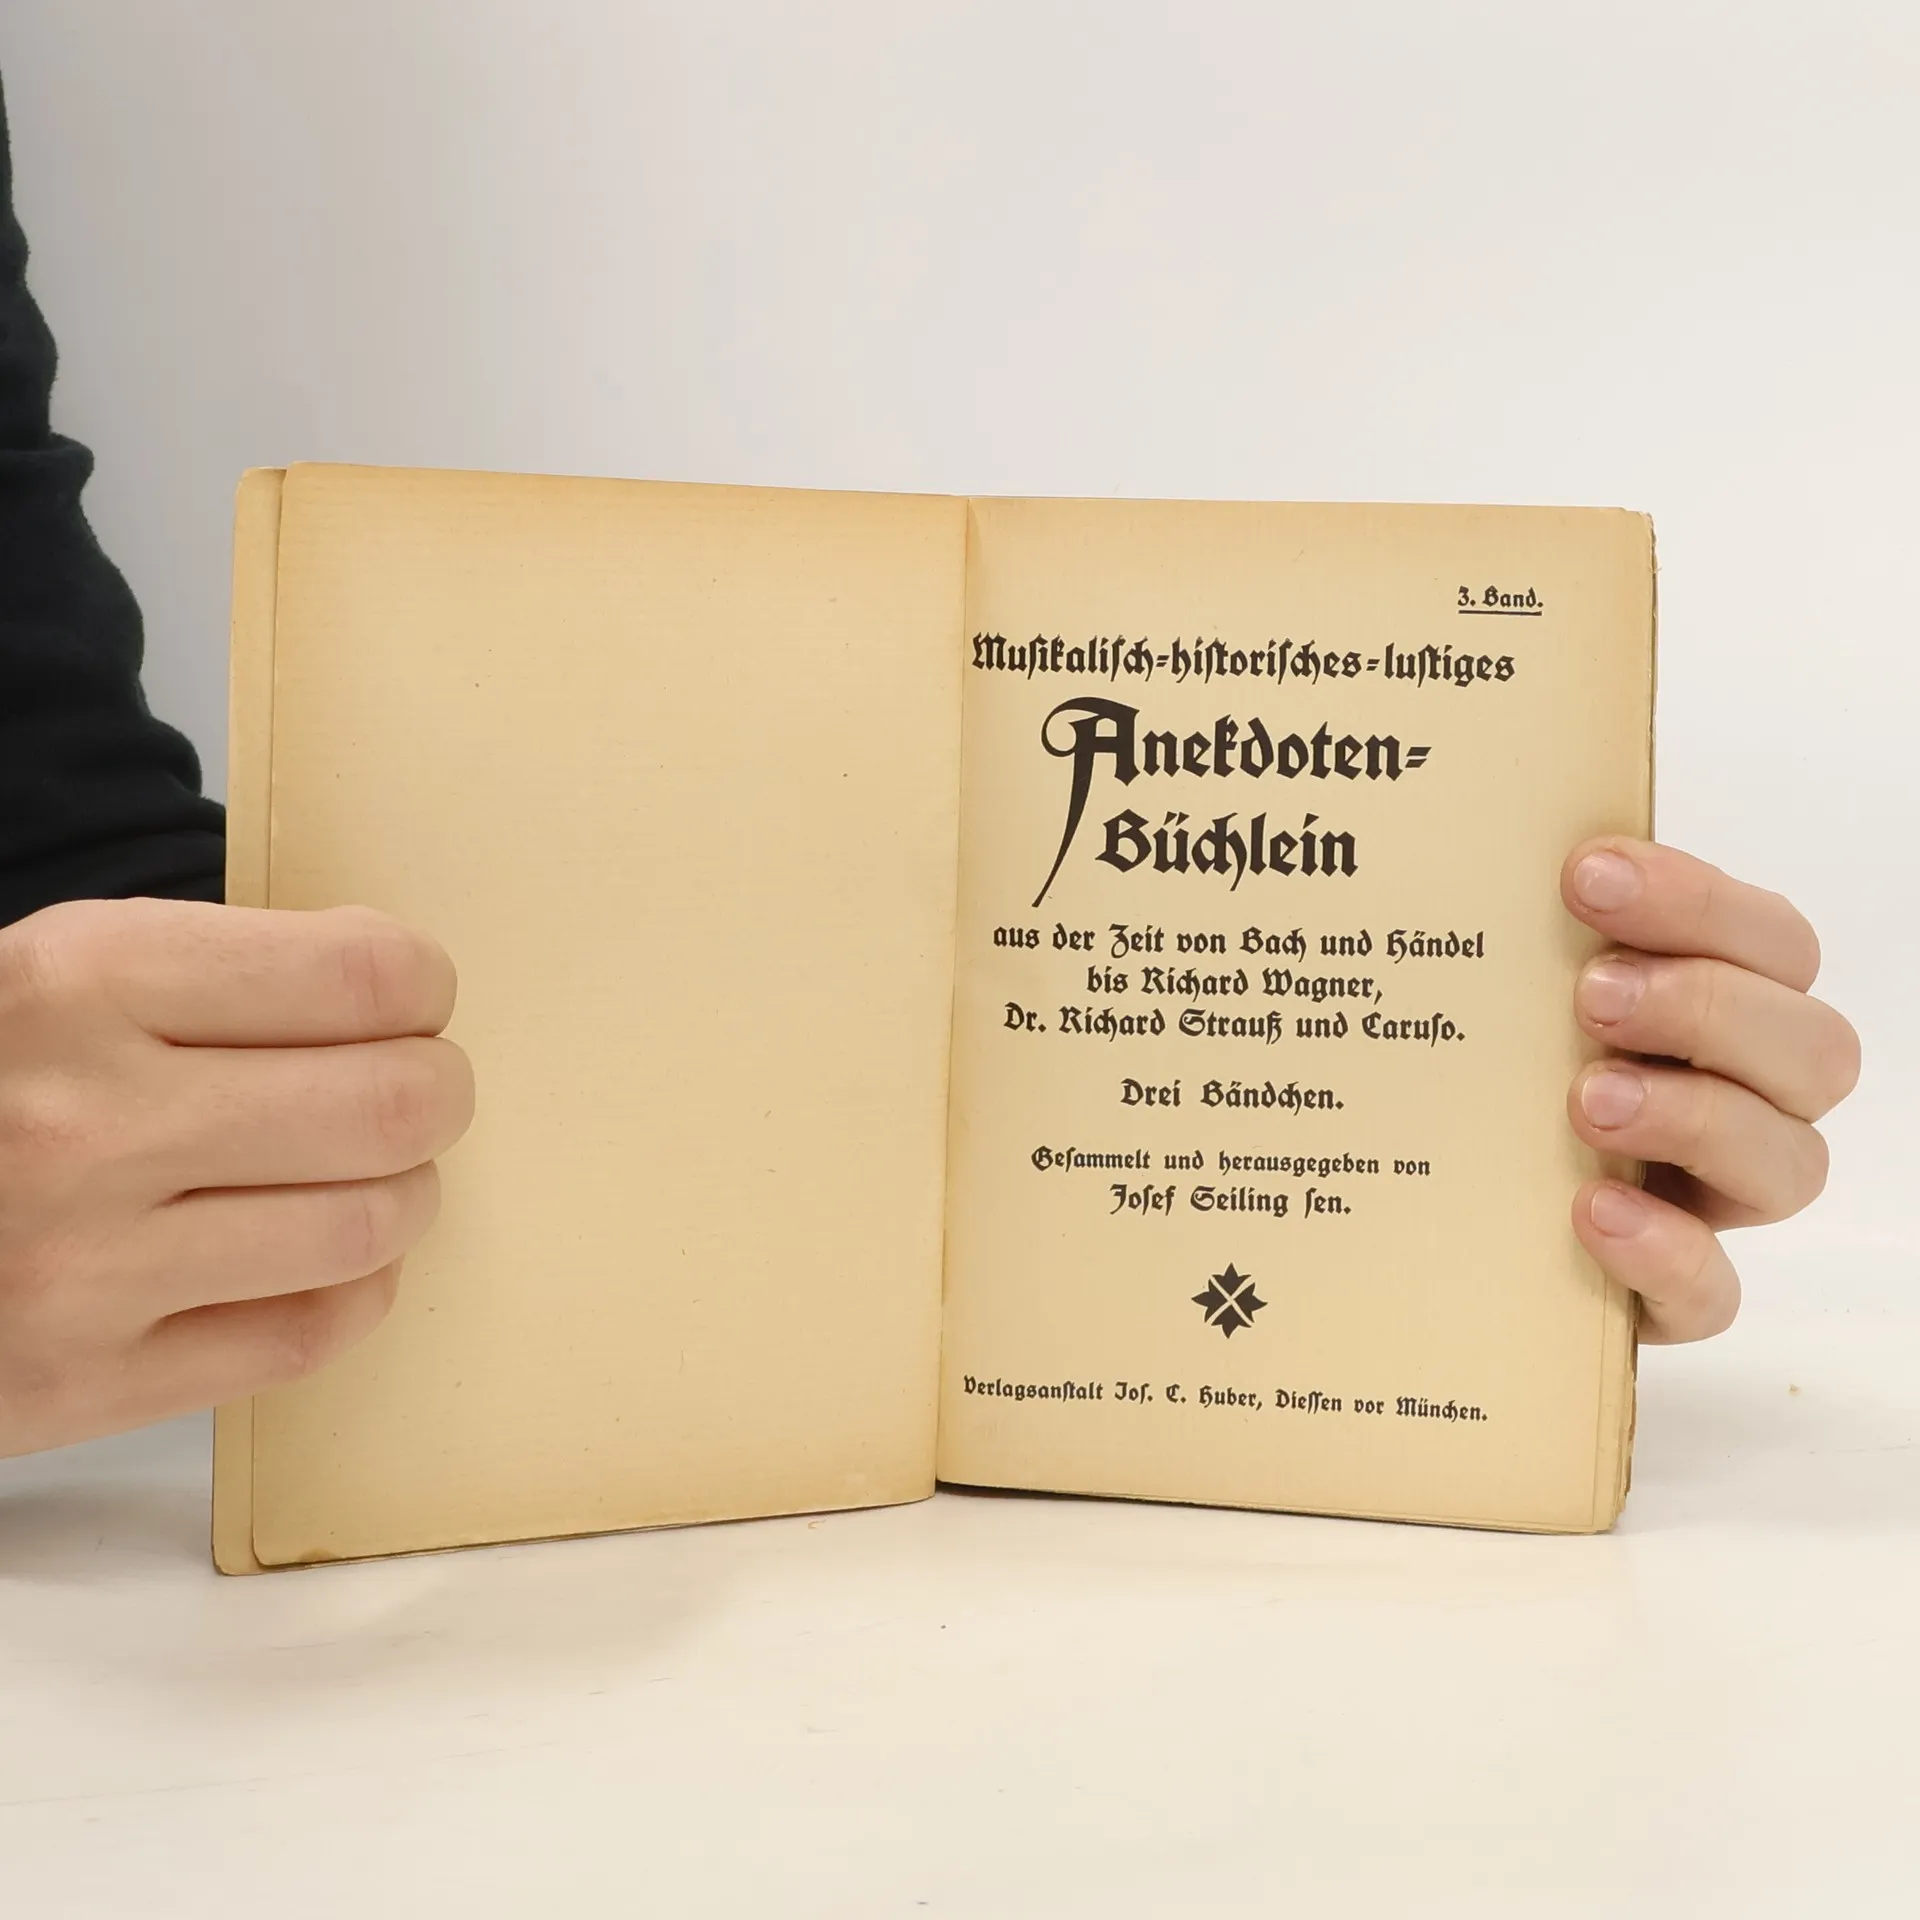 3. Band.
Muſikaliſch-hiſtoriſches-luſtiges
Anekdoten-
Büchlein
aus der Zeit von Bach und Händel
bis Richard Wagner,
Dr. Richard Strauß und Caruſo.
Drei Bändchen.
Geſammelt und herausgegeben von
Joſef Seiling ſen.
Verlagsanſtalt Joſ. C. Huber, Dieſſen vor München.